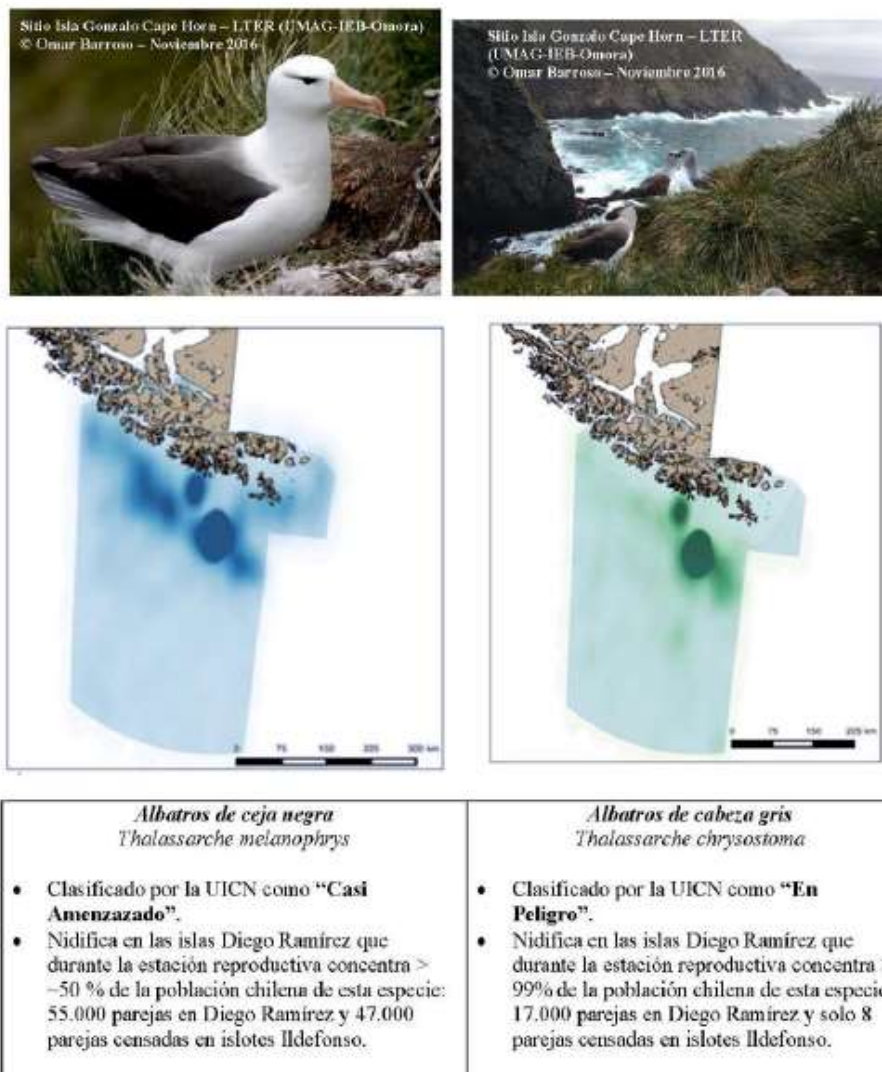 Sitio Isla Gonzalo Cape Horn – LTER (UMAG-IEB-Omora)
© Omar Barroso – Noviembre 2016
Sitio Isla Gonzalo Cape Horn – LTER
(UMAG-IEB-Omora)
© Omar Barroso – Noviembre 2016
0 75 150 225 300 km
0 75 150 225 km
Albatros de ceja negra
Thalassarche melanophrys
• Clasificado por la UICN como “Casi
Amenzazado”.
• Nidifica en las islas Diego Ramírez que
durante la estación reproductiva concentra >
~50 % de la población chilena de esta especie:
55.000 parejas en Diego Ramírez y 47.000
parejas censadas en islotes Ildefonso.
Albatros de cabeza gris
Thalassarche chrysostoma
• Clasificado por la UICN como “En
Peligro”.
• Nidifica en las islas Diego Ramírez que
durante la estación reproductiva concentra
99% de la población chilena de esta especie
17.000 parejas en Diego Ramírez y solo 8
parejas censadas en islotes Ildefonso.